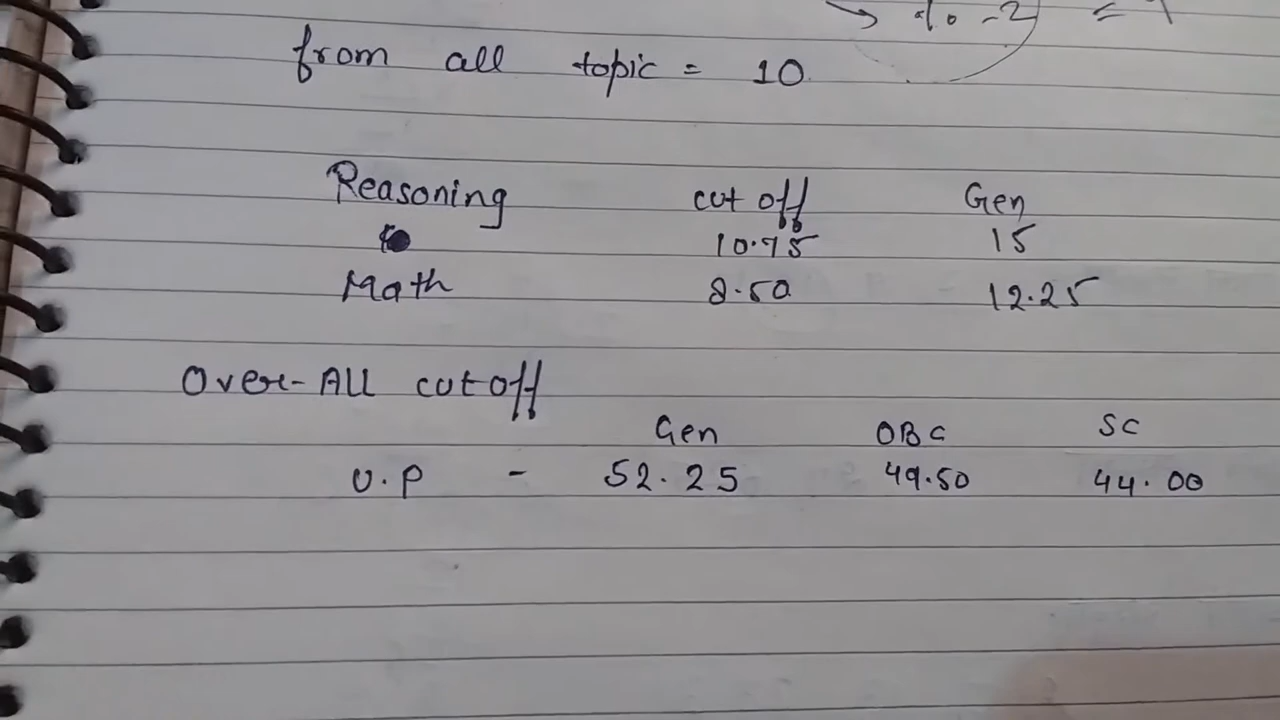 from all topic = 10
Reasoning cut off Gen
10.75 15
Math 8.50 12.25
Over-All cut off
Gen OBC SC
U.P - 52.25 49.50 44.00